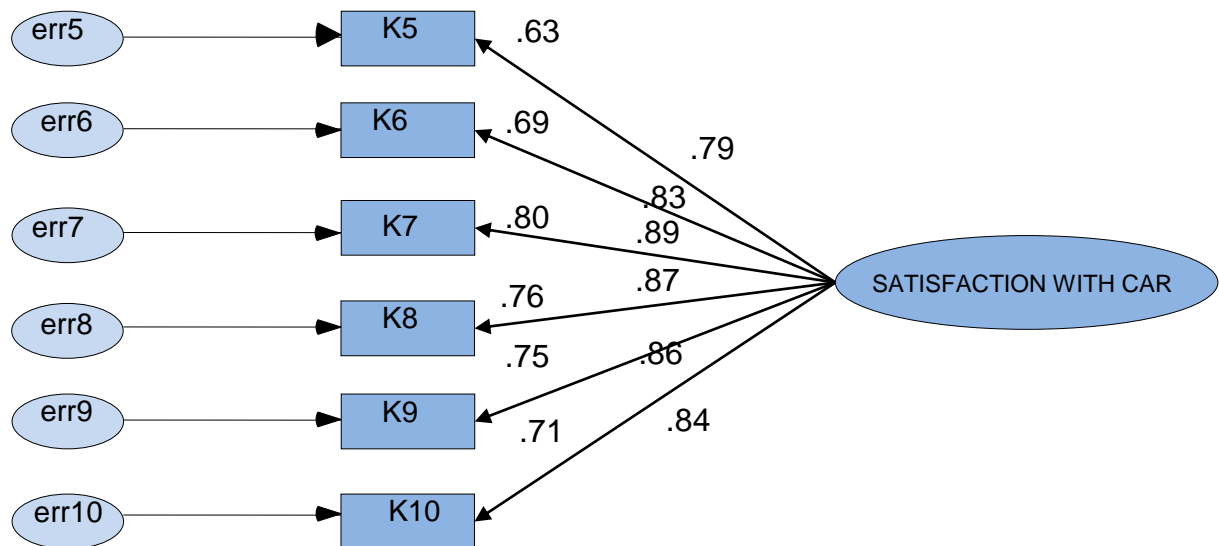 err5
K5
.63
err6
K6
.69
.79
err7
K7
.80
.83
.89
SATISFACTION WITH CAR
err8
K8
.76
.87
err9
K9
.75
.86
err10
K10
.71
.84